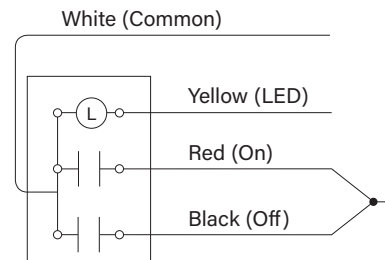 White (Common)
Yellow (LED)
L
Red (On)
Black (Off)